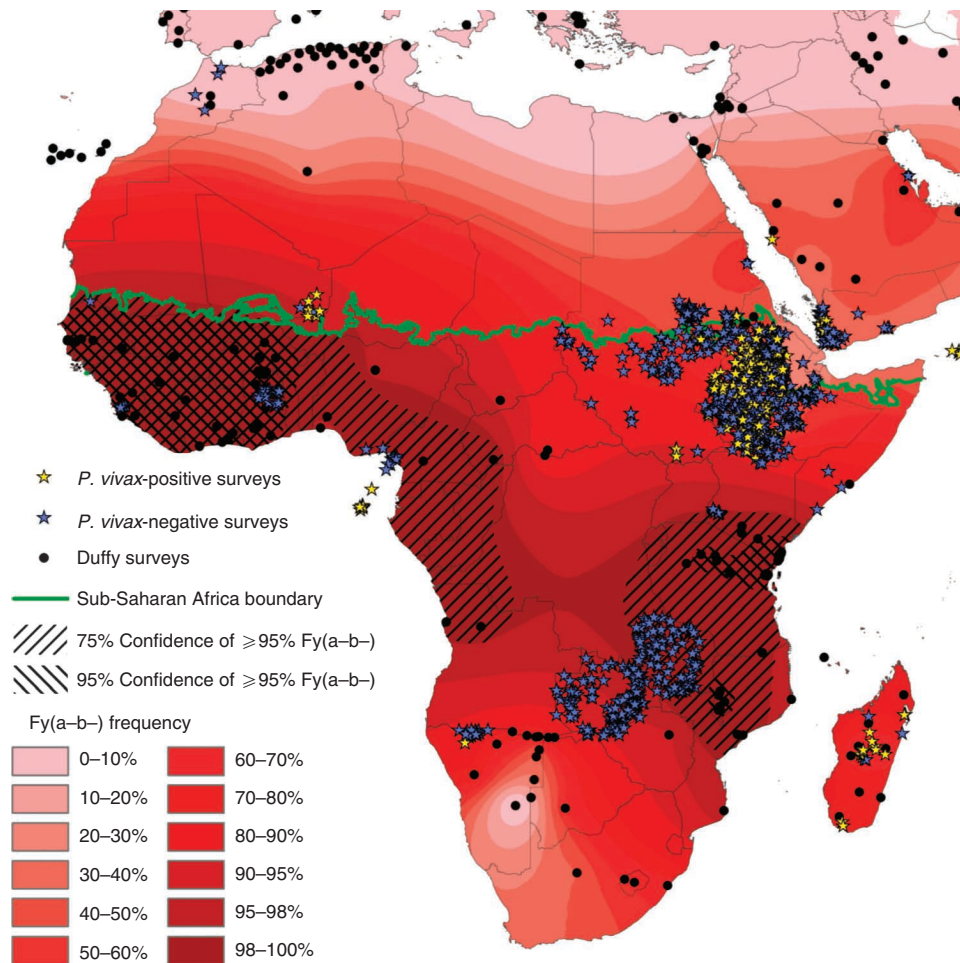 P. vivax-positive surveys
P. vivax-negative surveys
Duffy surveys
Sub-Saharan Africa boundary
75% Confidence of ⩾95% Fy(a–b–)
95% Confidence of ⩾95% Fy(a–b–)
Fy(a–b–) frequency
0–10%
10–20%
20–30%
30–40%
40–50%
50–60%
60–70%
70–80%
80–90%
90–95%
95–98%
98–100%